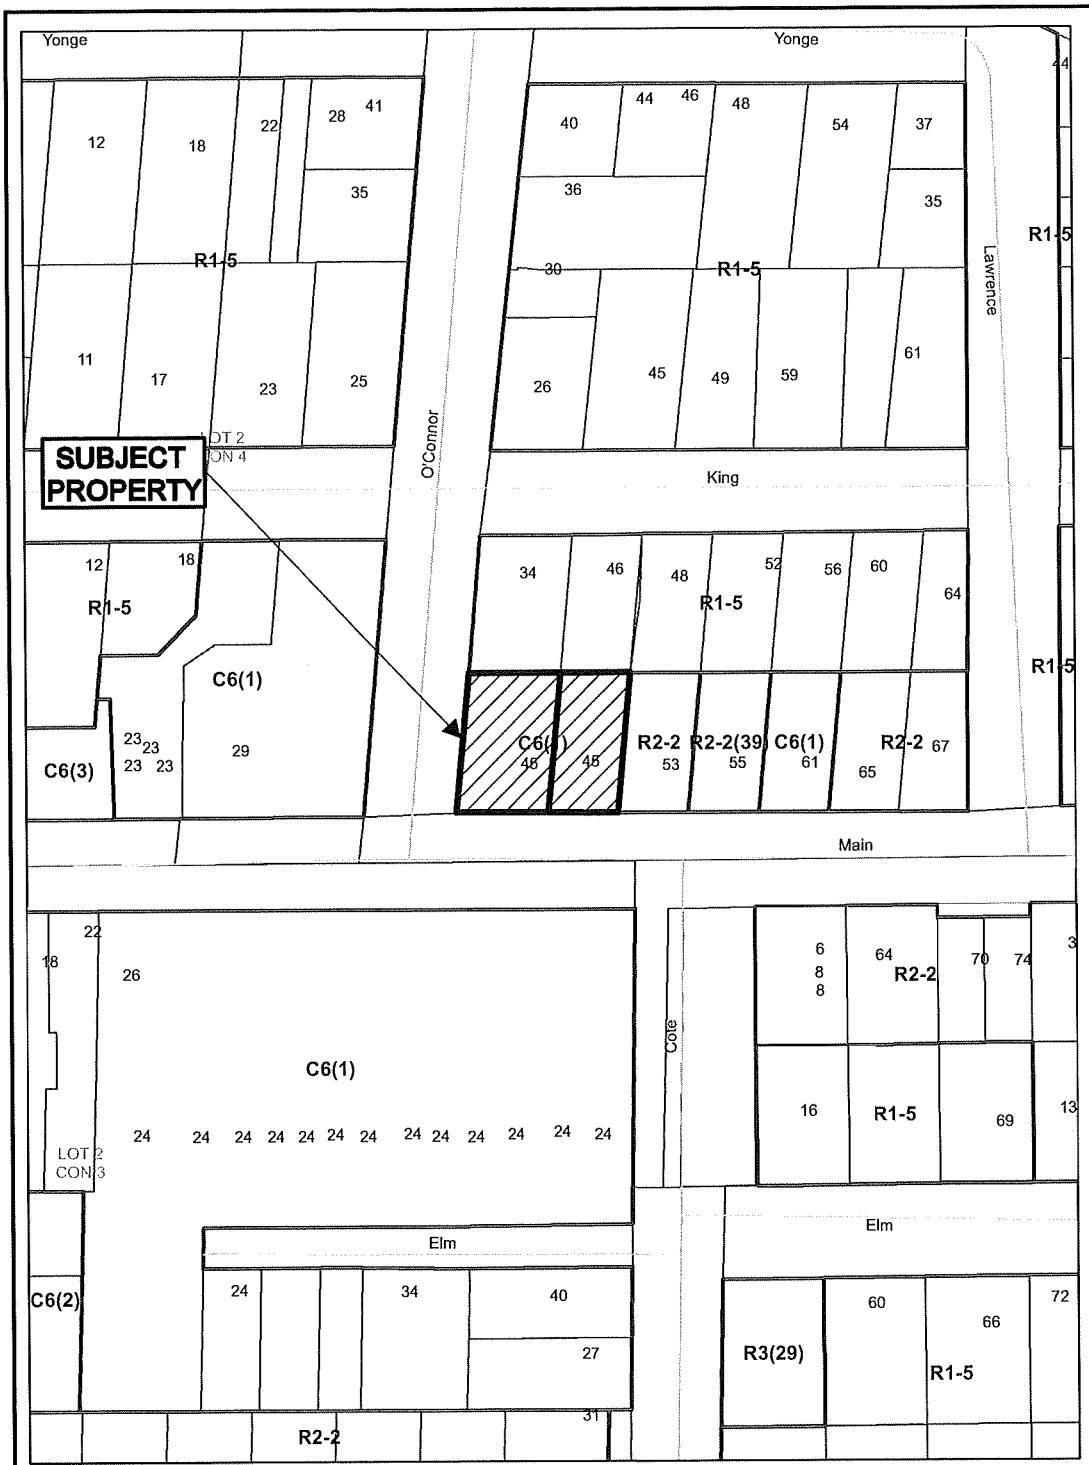 Yonge
Yonge
44
12
18
22
28
41
40
44
46
48
54
37
35
36
35
R1-5
R1-5
R1-5
30
Lawrence
11
17
23
25
26
45
49
59
61
O'Connor
LOT 2
CON 4
SUBJECT
PROPERTY
King
12
18
34
46
48
52
56
60
64
R1-5
R1-5
R1-5
C6(1)
23
23
23
23
29
C6(3)
45
45
R2-2
53
R2-2(39)
55
C6(1)
61
R2-2
65
67
Main
18
22
26
6
8
8
64
R2-2
70
74
3
Cote
C6(1)
16
R1-5
69
13
24
24
24
24
24
24
24
24
24
24
24
24
24
LOT 2
CON 3
Elm
Elm
C6(2)
24
34
40
27
R3(29)
60
66
72
R1-5
31
R2-2